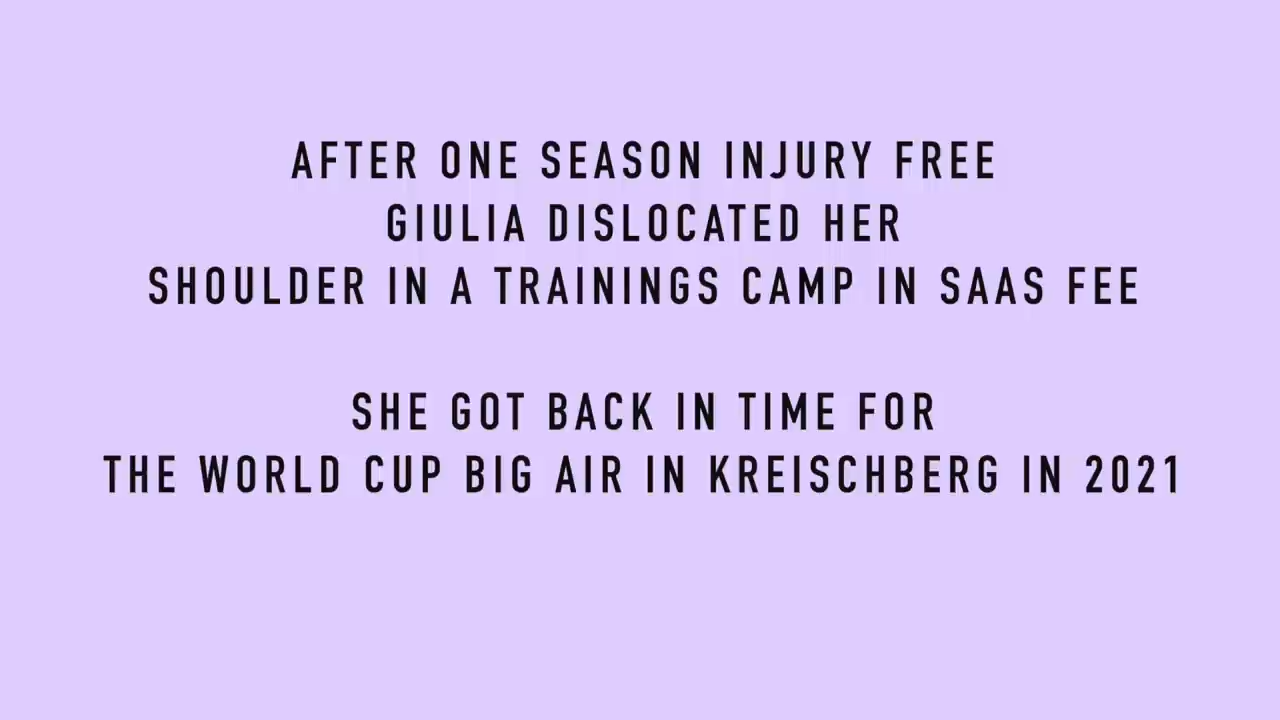 AFTER ONE SEASON INJURY FREE
GIULIA DISLOCATED HER
SHOULDER IN A TRAININGS CAMP IN SAAS FEE
SHE GOT BACK IN TIME FOR
THE WORLD CUP BIG AIR IN KREISCHBERG IN 2021